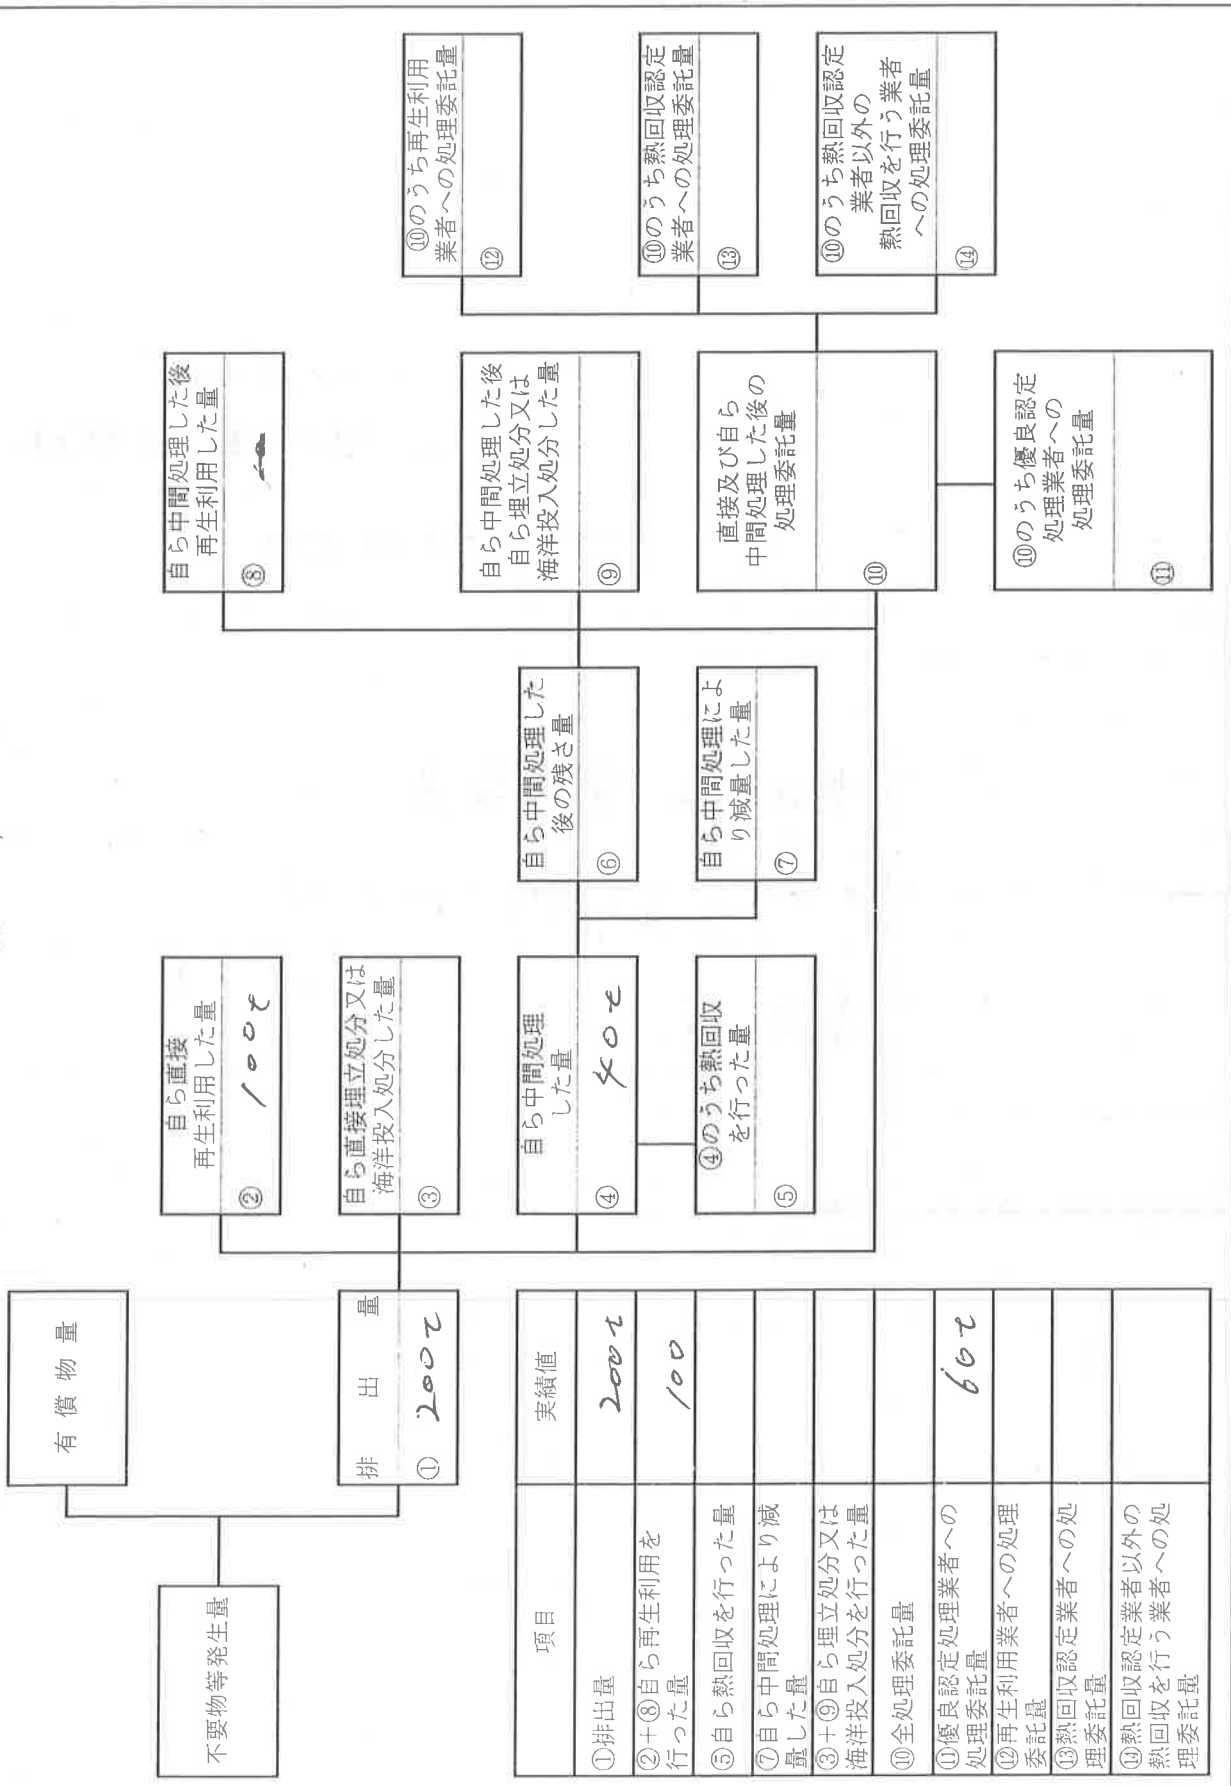 不要物等発生量
有償物量
排出量
① 200t
自ら直接
再生利用した量
② 100t
自ら直接埋立処分又は
海洋投入処分した量
③
自ら中間処理
した量
④ 40t
④のうち熱回収
を行った量
⑤
自ら中間処理した
後の残さ量
⑥
自ら中間処理によ
り減量した量
⑦
自ら中間処理した後
再生利用した量
⑧
自ら中間処理した後
自ら埋立処分又は
海洋投入処分した量
⑨
直接及び自ら
中間処理した後の
処理委託量
⑩
⑩のうち優良認定
処理業者への
処理委託量
⑪
⑩のうち再生利用
業者への処理委託量
⑫
⑩のうち熱回収認定
業者への処理委託量
⑬
⑩のうち熱回収認定
業者以外の
熱回収を行う業者
への処理委託量
⑭
項目 実績値
①排出量 200t
②+⑧自ら再生利用を
行った量 100
⑤自ら熱回収を行った量
⑦自ら中間処理により減
量した量
③+⑨自ら埋立処分又は
海洋投入処分を行った量
⑩全処理委託量
⑪優良認定処理業者への
処理委託量 60t
⑫再生利用業者への処理
委託量
⑬熱回収認定業者への処
理委託量
⑭熱回収認定業者以外の
熱回収を行う業者への処
理委託量